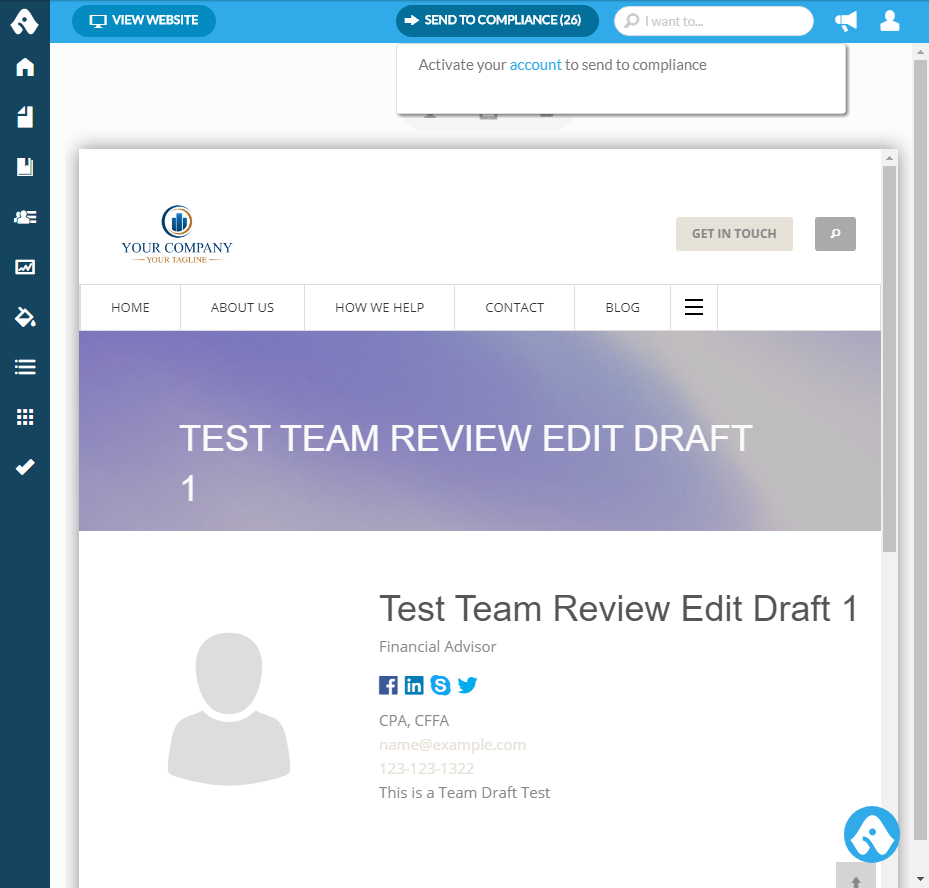 VIEW WEBSITE
SEND TO COMPLIANCE (26)
I want to...
Activate your account to send to compliance
YOUR COMPANY
YOUR TAGLINE
GET IN TOUCH
HOME
ABOUT US
HOW WE HELP
CONTACT
BLOG
TEST TEAM REVIEW EDIT DRAFT
1
Test Team Review Edit Draft 1
Financial Advisor
CPA, CFFA
name@example.com
123-123-1322
This is a Team Draft Test